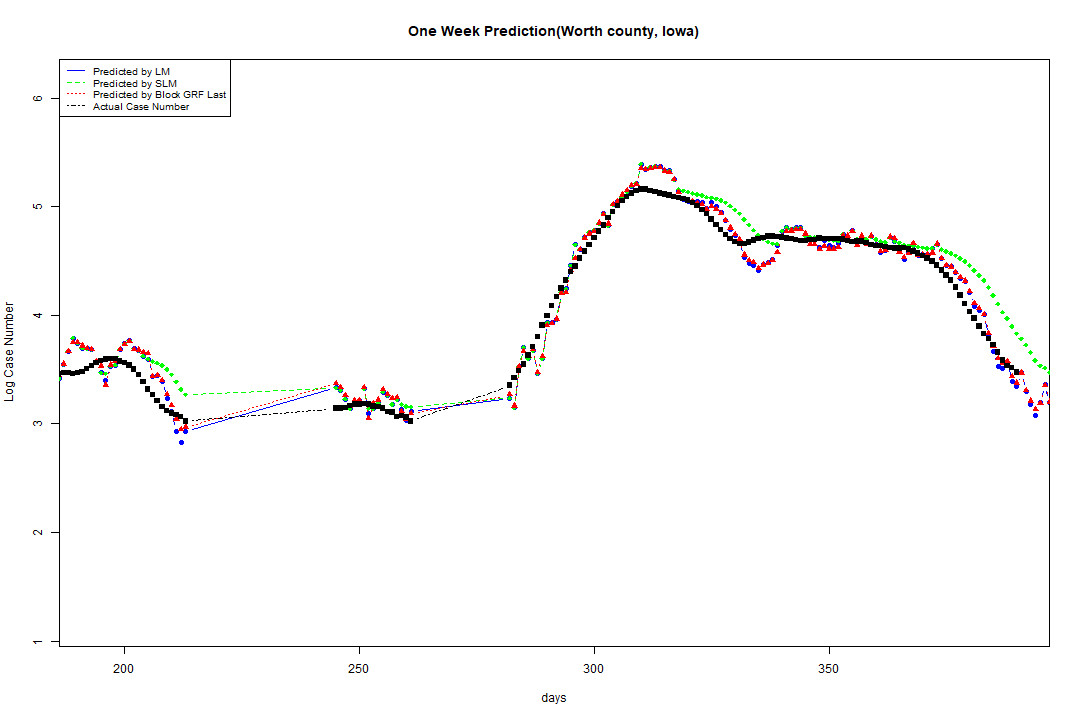 One Week Prediction(Worth county, Iowa)
Predicted by LM
Predicted by SLM
Predicted by Block GRF Last
Actual Case Number
6
5
4
3
2
1
Log Case Number
200
250
300
350
days